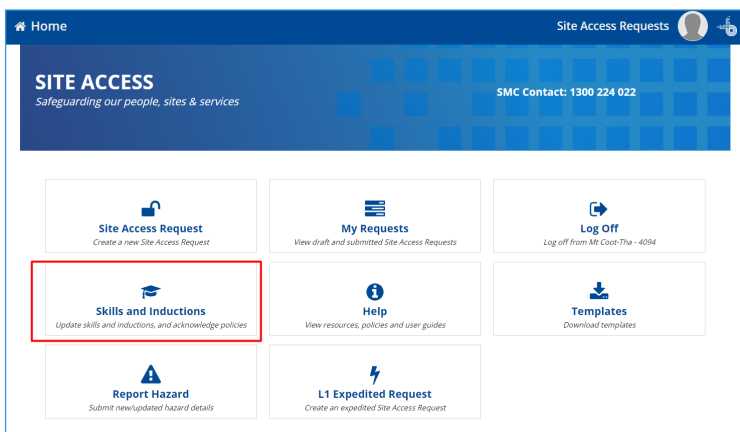 Home
Site Access Requests
SITE ACCESS
Safeguarding our people, sites & services
SMC Contact: 1300 224 022
Site Access Request
Create a new Site Access Request
My Requests
View draft and submitted Site Access Requests
Log Off
Log off from Mt Coot-Tha - 4094
Skills and Inductions
Update skills and inductions, and acknowledge policies
Help
View resources, policies and user guides
Templates
Download templates
Report Hazard
Submit new/updated hazard details
L1 Expedited Request
Create an expedited Site Access Request